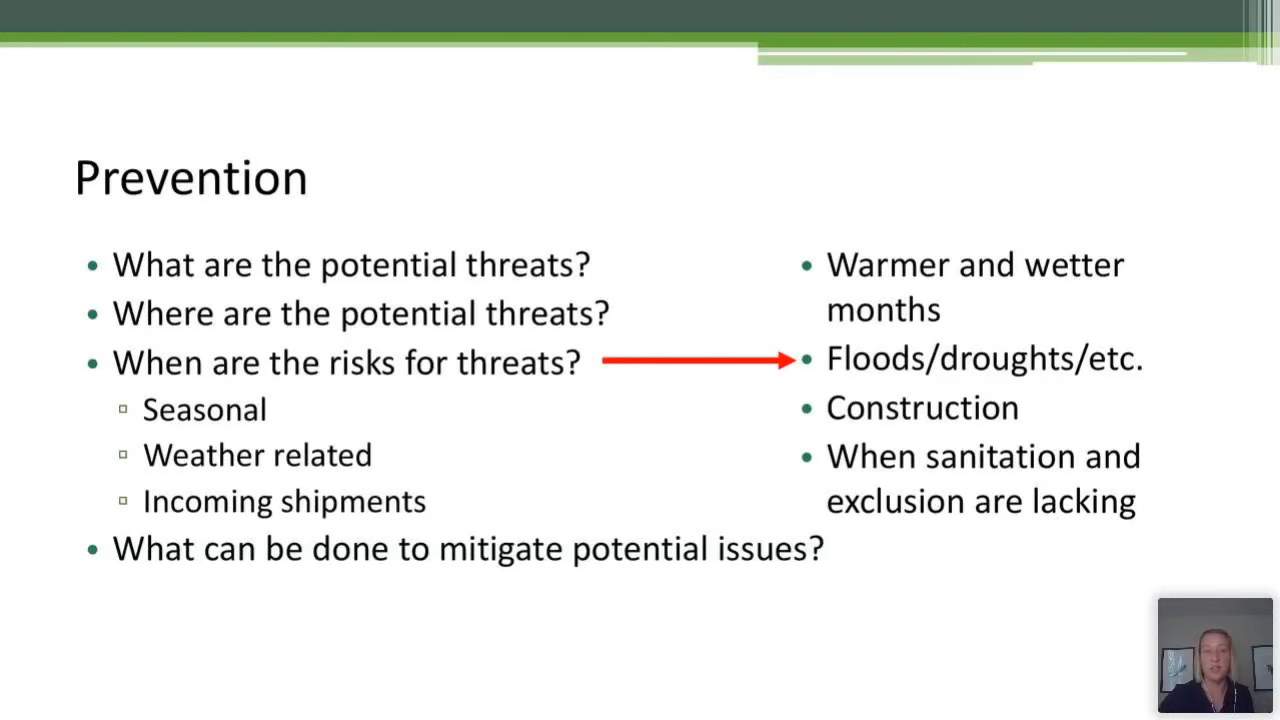 Prevention
• What are the potential threats?
• Where are the potential threats?
• When are the risks for threats?
▫ Seasonal
▫ Weather related
▫ Incoming shipments
• What can be done to mitigate potential issues?
• Warmer and wetter
months
• Floods/droughts/etc.
• Construction
• When sanitation and
exclusion are lacking